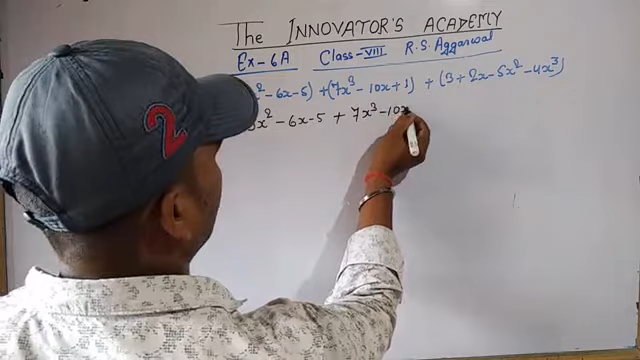 The INNOVATOR'S ACADEMY
Ex-6A Class-VIII R.S. Aggarwal
x² - 6x - 5) + (7x³ - 10x + 1) + (3 + 2x - 5x² - 4x³)
x² - 6x - 5 + 7x³ - 10x